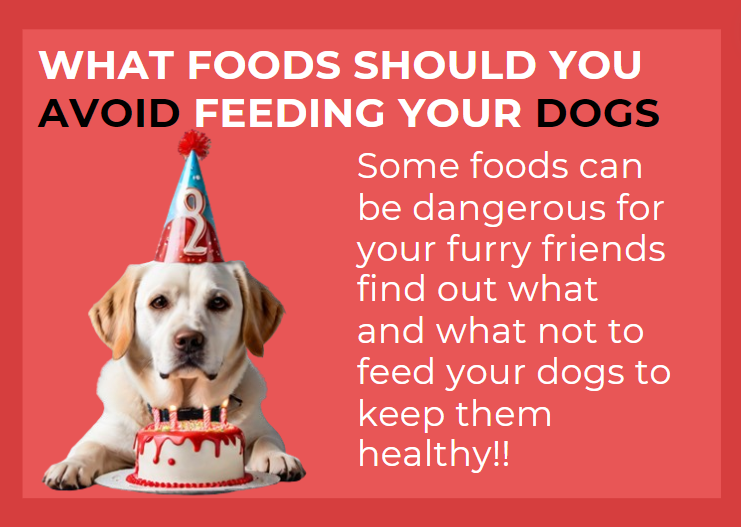 WHAT FOODS SHOULD YOU
AVOID FEEDING YOUR DOGS
Some foods can
be dangerous for
your furry friends
find out what
and what not to
feed your dogs to
keep them
healthy!!